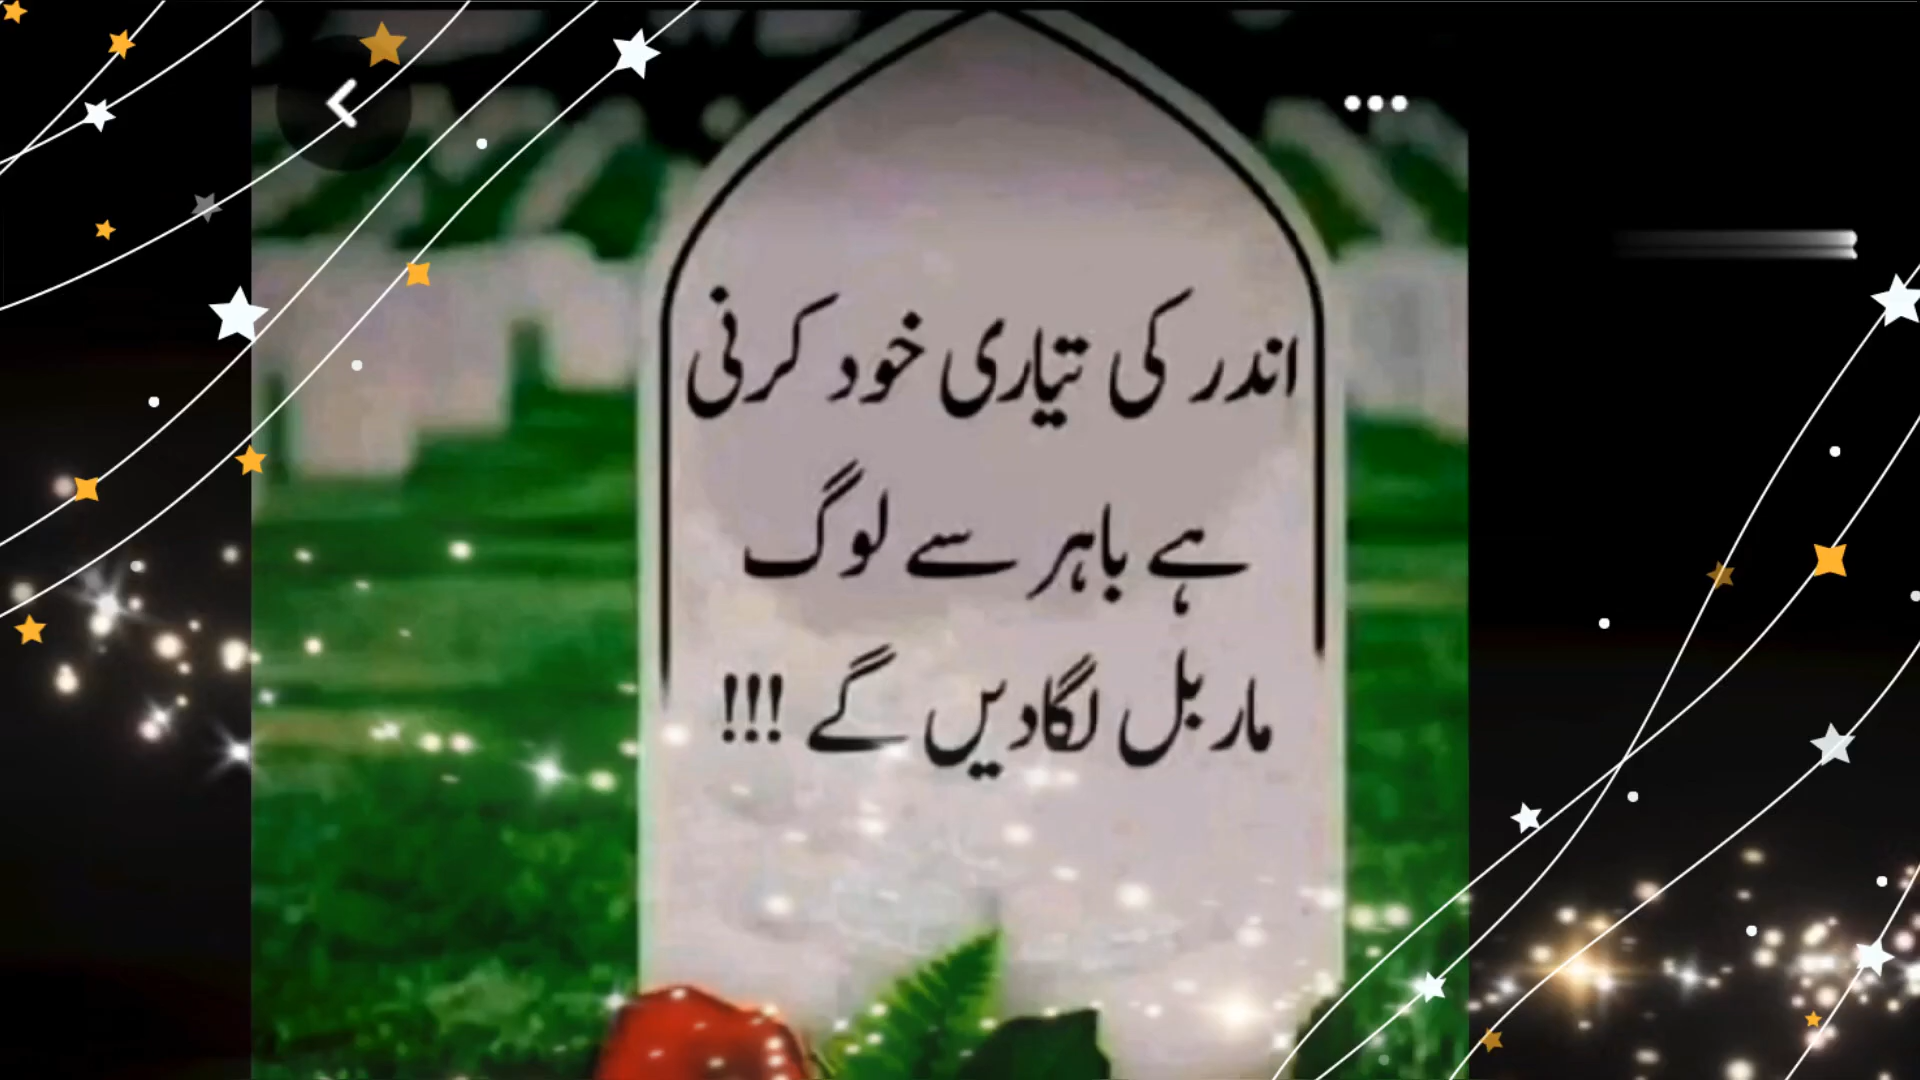 اندر کی تیاری خود کرنی
ہے باہر سے لوگ
ماربل لگادیں گے !!!